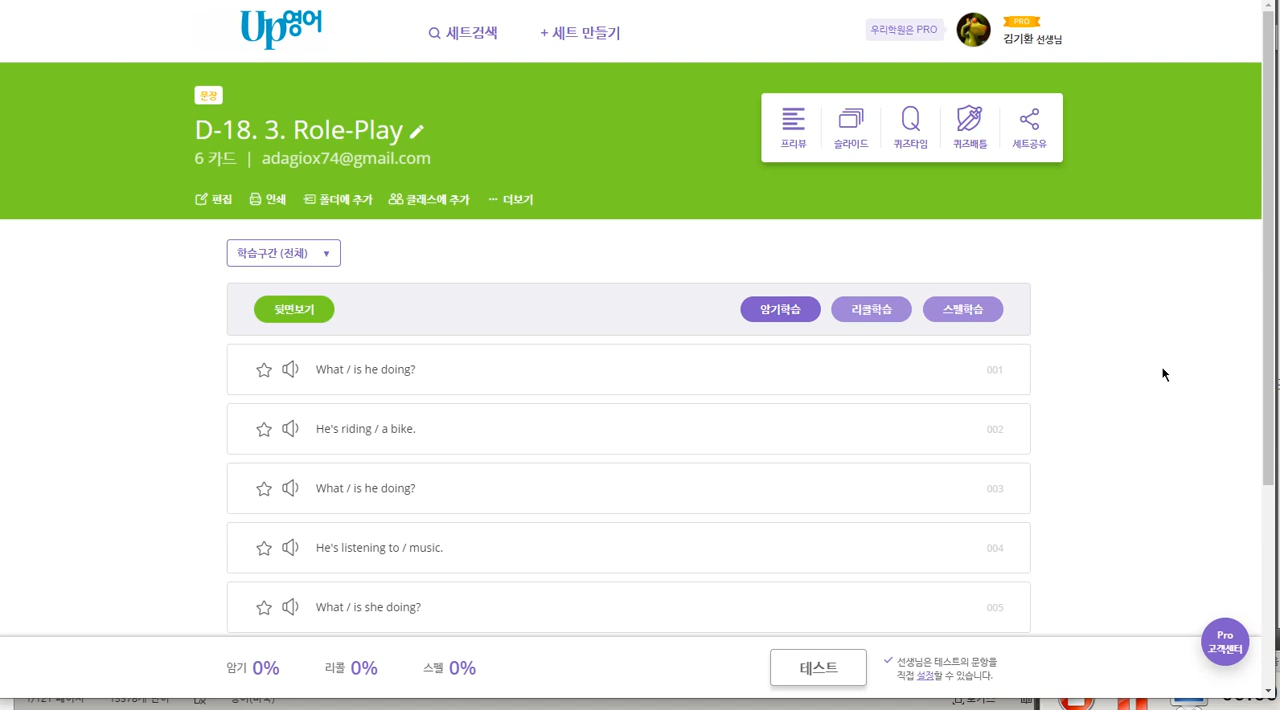 Up영어
세트검색
+ 세트 만들기
우리학원은 PRO
PRO
김기환 선생님
문장
D-18. 3. Role-Play
6 카드 | adagiox74@gmail.com
프리뷰
슬라이드
퀴즈타임
퀴즈배틀
세트공유
편집
인쇄
폴더에 추가
클래스에 추가
··· 더보기
학습구간 (전체) ▼
뒷면보기
암기학습
리콜학습
스펠학습
What / is he doing?
001
He's riding / a bike.
002
What / is he doing?
003
He's listening to / music.
004
What / is she doing?
005
암기 0%
리콜 0%
스펠 0%
테스트
선생님은 테스트의 문항을
직접 설정할 수 있습니다.
Pro
고객센터